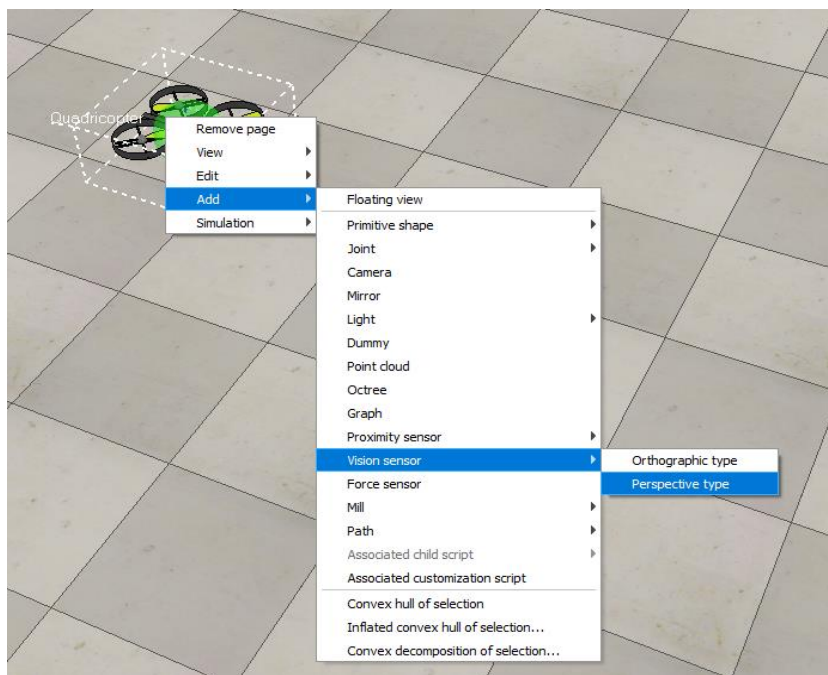 Quadricopter
Remove page
View
Edit
Add
Simulation
Floating view
Primitive shape
Joint
Camera
Mirror
Light
Dummy
Point cloud
Octree
Graph
Proximity sensor
Vision sensor
Force sensor
Mill
Path
Associated child script
Associated customization script
Convex hull of selection
Inflated convex hull of selection...
Convex decomposition of selection...
Orthographic type
Perspective type